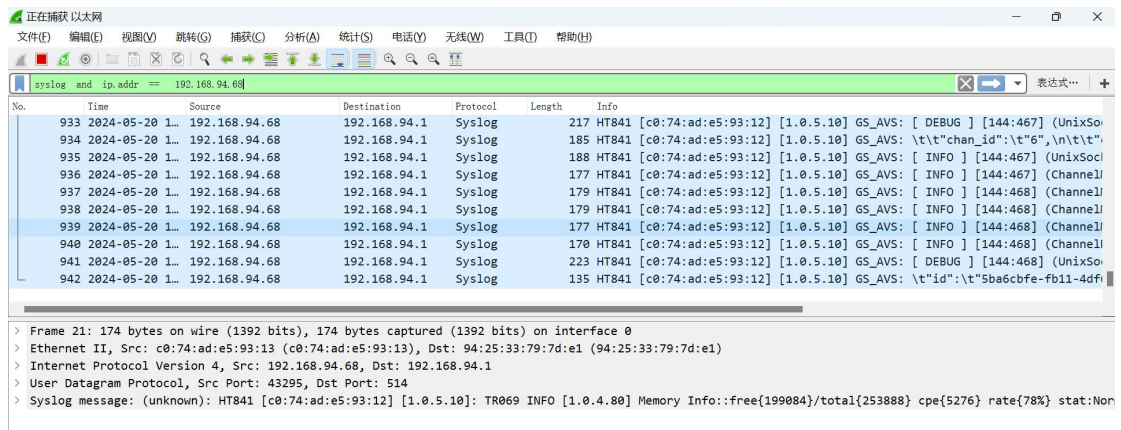 正在捕获 以太网
文件(F) 编辑(E) 视图(V) 跳转(G) 捕获(C) 分析(A) 统计(S) 电话(Y) 无线(W) 工具(T) 帮助(H)
syslog and ip.addr == 192.168.94.68 表达式…
No. Time Source Destination Protocol Length Info
933 2024-05-20 1… 192.168.94.68 192.168.94.1 Syslog 217 HT841 [c0:74:ad:e5:93:12] [1.0.5.10] GS_AVS: [ DEBUG ] [144:467] (UnixSo
934 2024-05-20 1… 192.168.94.68 192.168.94.1 Syslog 185 HT841 [c0:74:ad:e5:93:12] [1.0.5.10] GS_AVS: \t\t"chan_id":\t"6",\n\t\t"
935 2024-05-20 1… 192.168.94.68 192.168.94.1 Syslog 188 HT841 [c0:74:ad:e5:93:12] [1.0.5.10] GS_AVS: [ INFO ] [144:467] (UnixSoc
936 2024-05-20 1… 192.168.94.68 192.168.94.1 Syslog 177 HT841 [c0:74:ad:e5:93:12] [1.0.5.10] GS_AVS: [ INFO ] [144:467] (Channel
937 2024-05-20 1… 192.168.94.68 192.168.94.1 Syslog 179 HT841 [c0:74:ad:e5:93:12] [1.0.5.10] GS_AVS: [ INFO ] [144:468] (Channel
938 2024-05-20 1… 192.168.94.68 192.168.94.1 Syslog 179 HT841 [c0:74:ad:e5:93:12] [1.0.5.10] GS_AVS: [ INFO ] [144:468] (Channel
939 2024-05-20 1… 192.168.94.68 192.168.94.1 Syslog 177 HT841 [c0:74:ad:e5:93:12] [1.0.5.10] GS_AVS: [ INFO ] [144:468] (Channel
940 2024-05-20 1… 192.168.94.68 192.168.94.1 Syslog 170 HT841 [c0:74:ad:e5:93:12] [1.0.5.10] GS_AVS: [ INFO ] [144:468] (Channel
941 2024-05-20 1… 192.168.94.68 192.168.94.1 Syslog 223 HT841 [c0:74:ad:e5:93:12] [1.0.5.10] GS_AVS: [ DEBUG ] [144:468] (UnixSo
942 2024-05-20 1… 192.168.94.68 192.168.94.1 Syslog 135 HT841 [c0:74:ad:e5:93:12] [1.0.5.10] GS_AVS: \t"id":\t"5ba6cbfe-fb11-4df
> Frame 21: 174 bytes on wire (1392 bits), 174 bytes captured (1392 bits) on interface 0
> Ethernet II, Src: c0:74:ad:e5:93:13 (c0:74:ad:e5:93:13), Dst: 94:25:33:79:7d:e1 (94:25:33:79:7d:e1)
> Internet Protocol Version 4, Src: 192.168.94.68, Dst: 192.168.94.1
> User Datagram Protocol, Src Port: 43295, Dst Port: 514
> Syslog message: (unknown): HT841 [c0:74:ad:e5:93:12] [1.0.5.10]: TR069 INFO [1.0.4.80] Memory Info::free{199084}/total{253888} cpe{5276} rate{78%} stat:Nor